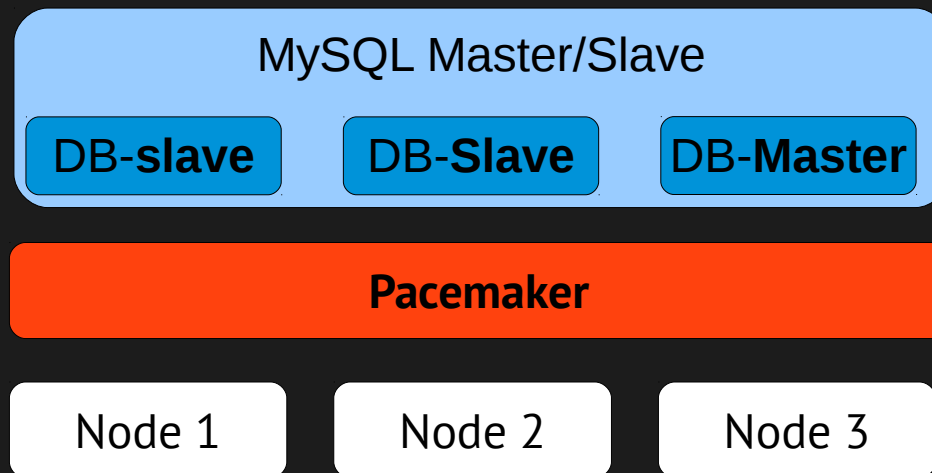 MySQL Master/Slave
DB-slave DB-Slave DB-Master
Pacemaker
Node 1 Node 2 Node 3